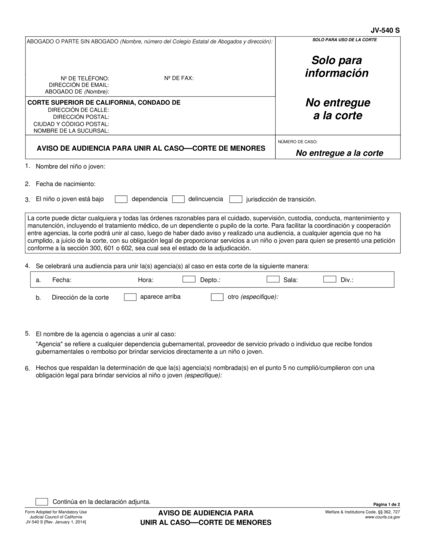 JV-540 S
ABOGADO O PARTE SIN ABOGADO (Nombre, número del Colegio Estatal de Abogados y dirección):
SOLO PARA USO DE LA CORTE
Solo para
información
Nº DE TELÉFONO: Nº DE FAX:
DIRECCIÓN DE EMAIL:
ABOGADO DE (Nombre):
CORTE SUPERIOR DE CALIFORNIA, CONDADO DE
DIRECCIÓN DE CALLE:
DIRECCIÓN POSTAL:
CIUDAD Y CÓDIGO POSTAL:
NOMBRE DE LA SUCURSAL:
No entregue
a la corte
AVISO DE AUDIENCIA PARA UNIR AL CASO—CORTE DE MENORES
NÚMERO DE CASO:
No entregue a la corte
1. Nombre del niño o joven:
2. Fecha de nacimiento:
3. El niño o joven está bajo dependencia delincuencia jurisdicción de transición.
La corte puede dictar cualquiera y todas las órdenes razonables para el cuidado, supervisión, custodia, conducta, mantenimiento y
manutención, incluyendo el tratamiento médico, de un dependiente o pupilo de la corte. Para facilitar la coordinación y cooperación
entre agencias, la corte podrá unir al caso, luego de haber dado aviso y realizado una audiencia, a cualquier agencia que no ha
cumplido, a juicio de la corte, con su obligación legal de proporcionar servicios a un niño o joven para quien se presentó una petición
conforme a la sección 300, 601 o 602, sea cual sea el estado de la adjudicación.
4. Se celebrará una audiencia para unir la(s) agencia(s) al caso en esta corte de la siguiente manera:
a. Fecha: Hora: Depto.: Sala: Div.:
b. Dirección de la corte aparece arriba otro (especifique):
5. El nombre de la agencia o agencias a unir al caso:
"Agencia" se refiere a cualquier dependencia gubernamental, proveedor de servicio privado o individuo que recibe fondos
gubernamentales o rembolso por brindar servicios directamente a un niño o joven.
6. Hechos que respaldan la determinación de que la(s) agencia(s) nombrada(s) en el punto 5 no cumplió/cumplieron con una
obligación legal para brindar servicios al niño o joven (especifique):
Continúa en la declaración adjunta.
Página 1 de 2
Form Adopted for Mandatory Use
Judicial Council of California
JV-540 S [Rev. January 1, 2014]
AVISO DE AUDIENCIA PARA
UNIR AL CASO—CORTE DE MENORES
Welfare & Institutions Code, §§ 362, 727
www.courts.ca.gov